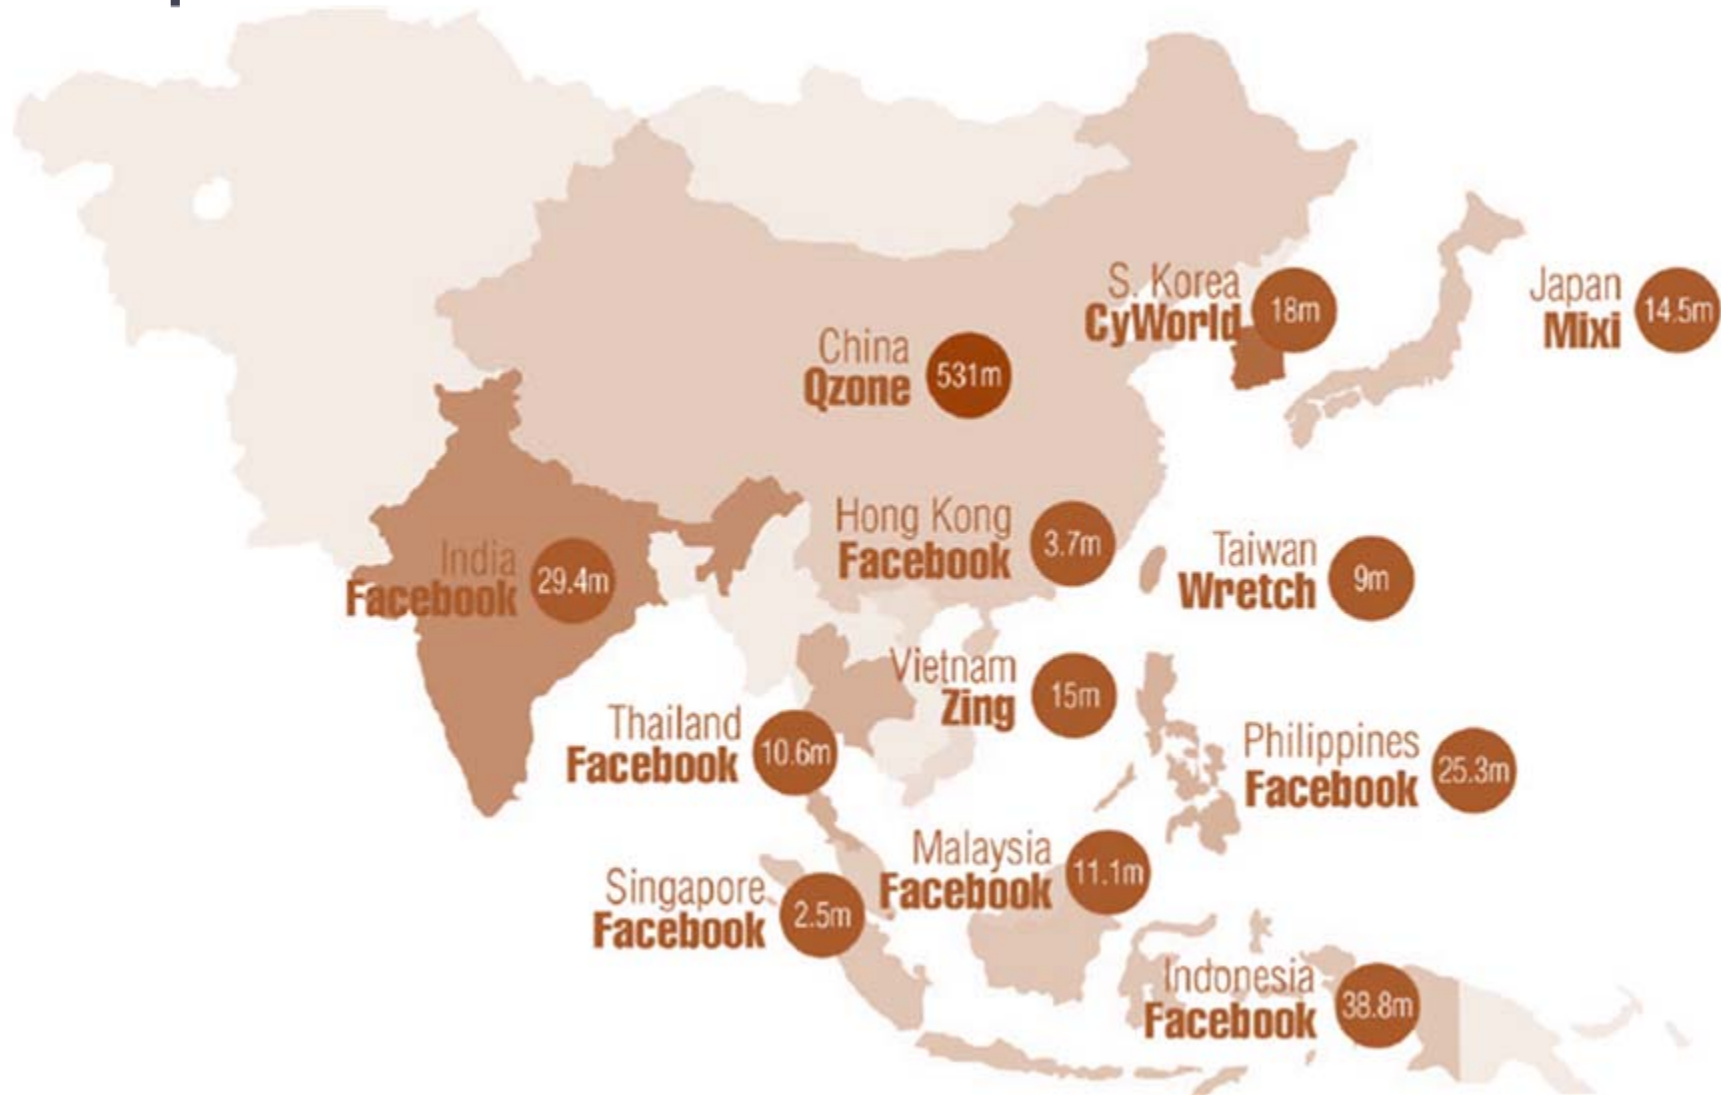 S. Korea
CyWorld
18m
Japan
Mixi
14.5m
China
Qzone
531m
Hong Kong
Facebook
3.7m
India
Facebook
29.4m
Taiwan
Wretch
9m
Vietnam
Zing
15m
Thailand
Facebook
10.6m
Philippines
Facebook
25.3m
Malaysia
Facebook
11.1m
Singapore
Facebook
2.5m
Indonesia
Facebook
38.8m